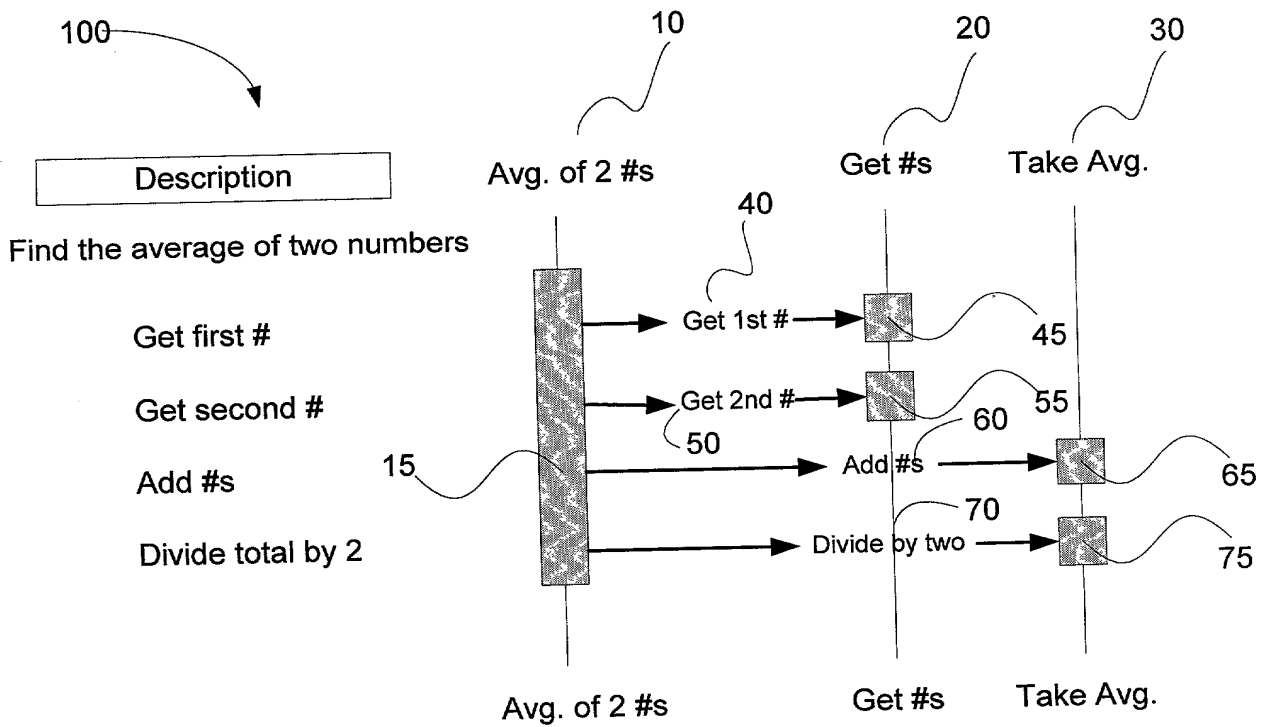 100
10
20
30
Description
Avg. of 2 #s
Get #s
Take Avg.
Find the average of two numbers
40
Get first #
Get 1st #
45
Get second #
Get 2nd #
50
55
60
15
Add #s
Add #s
65
70
Divide total by 2
Divide by two
75
Avg. of 2 #s
Get #s
Take Avg.